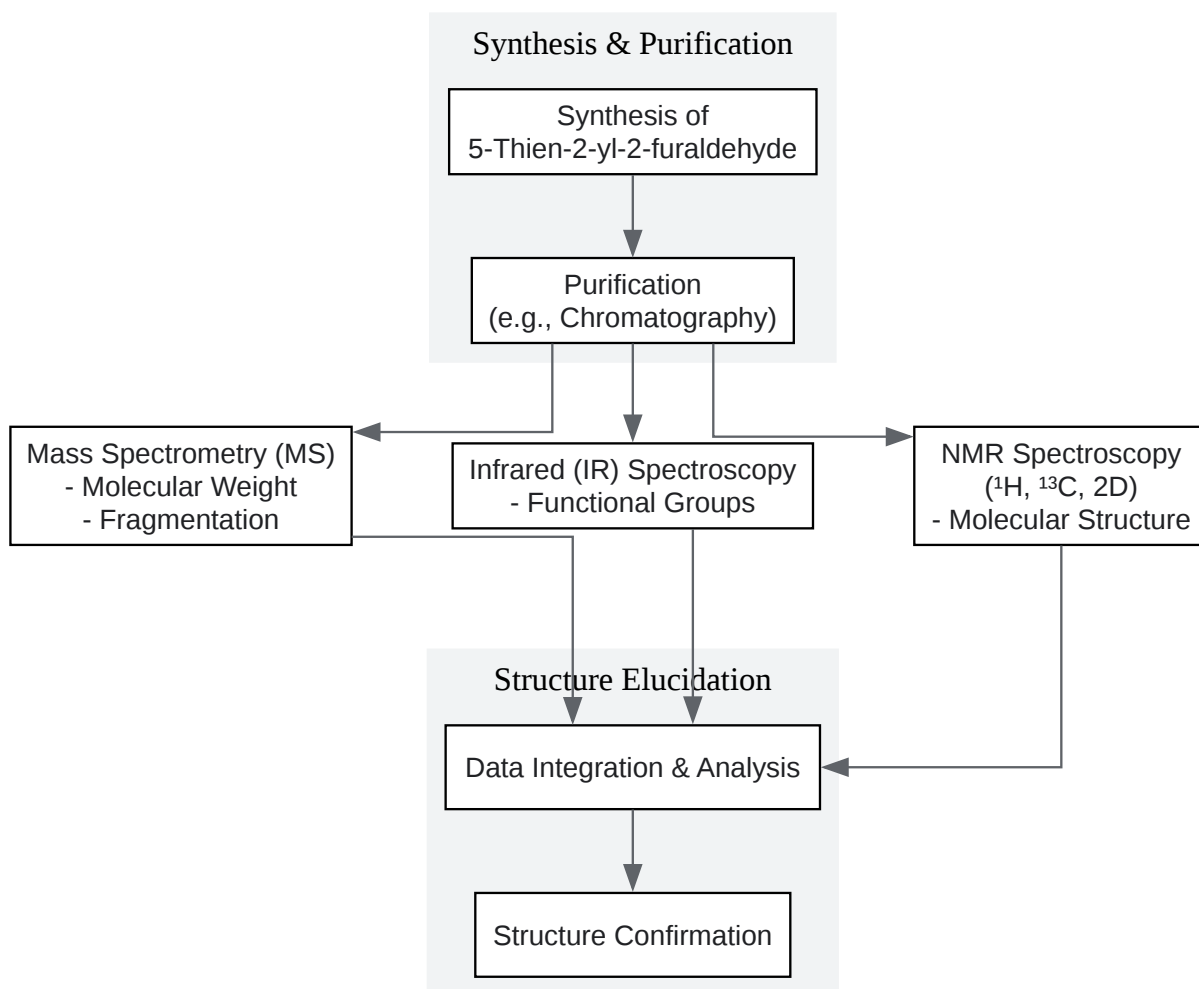 Synthesis & Purification
Synthesis of
5-Thien-2-yl-2-furaldehyde
Purification
(e.g., Chromatography)
Mass Spectrometry (MS)
- Molecular Weight
- Fragmentation
Infrared (IR) Spectroscopy
- Functional Groups
NMR Spectroscopy
(¹H, ¹³C, 2D)
- Molecular Structure
Structure Elucidation
Data Integration & Analysis
Structure Confirmation